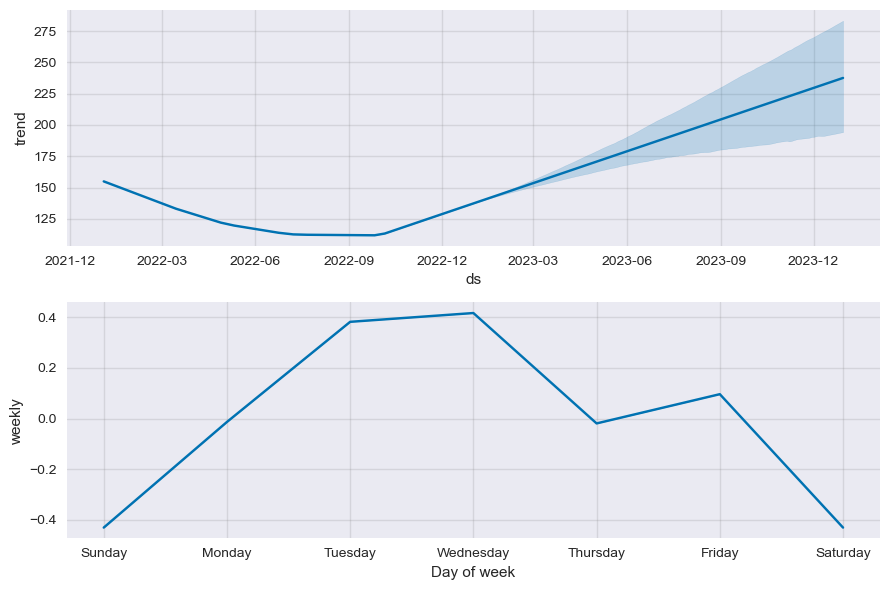 275
250
225
200
175
150
125
trend
2021-12 2022-03 2022-06 2022-09 2022-12 2023-03 2023-06 2023-09 2023-12
ds
0.4
0.2
0.0
−0.2
−0.4
weekly
Sunday Monday Tuesday Wednesday Thursday Friday Saturday
Day of week